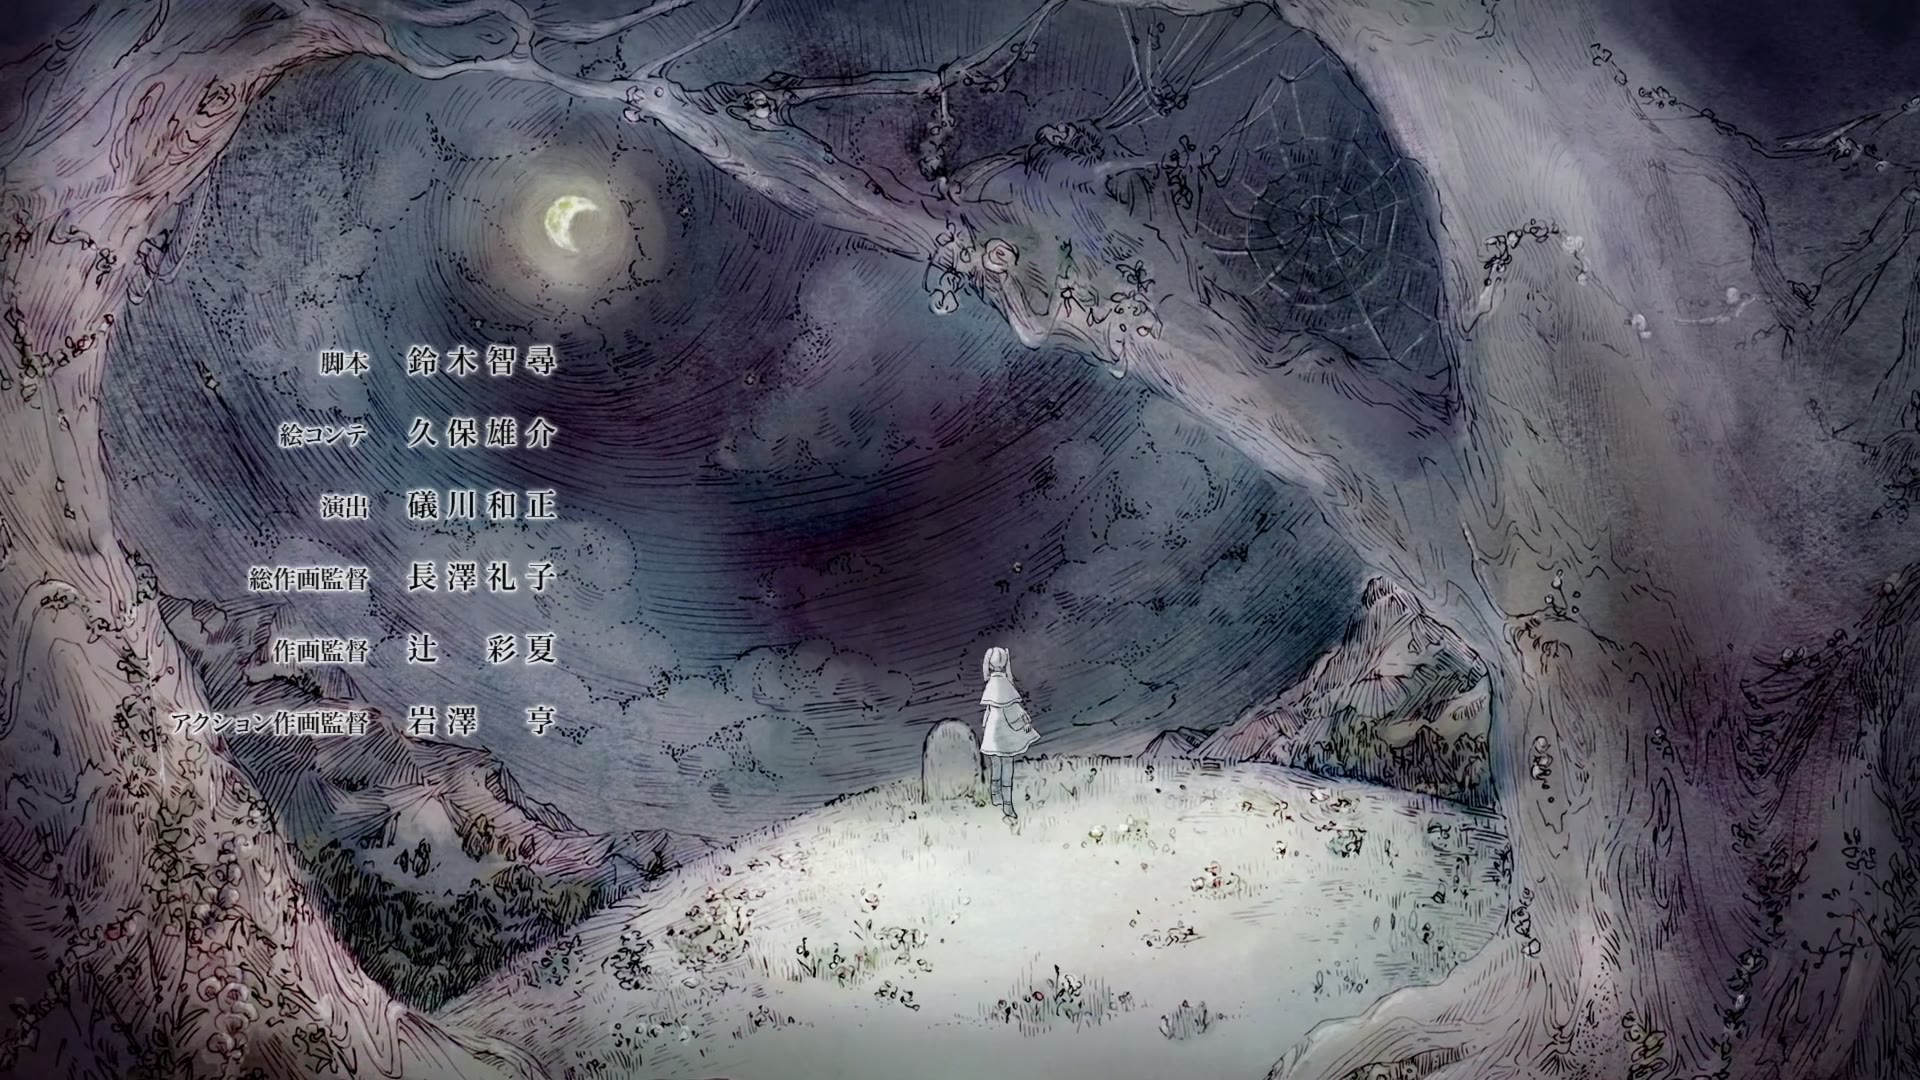 脚本 鈴木智尋
絵コンテ 久保雄介
演出 礒川和正
総作画監督 長澤礼子
作画監督 辻 彩夏
アクション作画監督 岩澤 亨